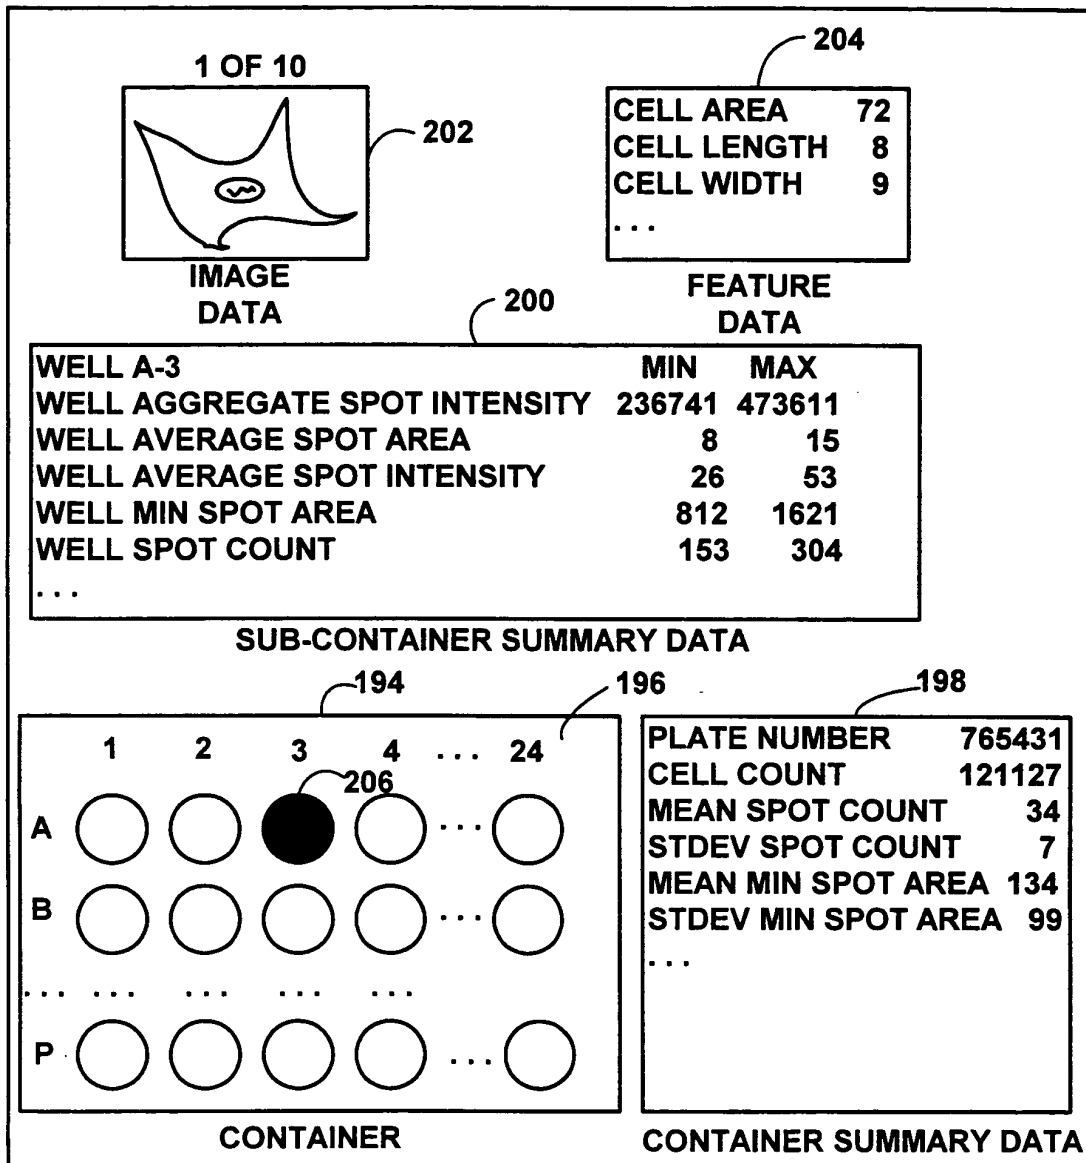 1 OF 10
202
IMAGE
DATA
204
CELL AREA 72
CELL LENGTH 8
CELL WIDTH 9
. . .
FEATURE
DATA
200
WELL A-3 MIN MAX
WELL AGGREGATE SPOT INTENSITY 236741 473611
WELL AVERAGE SPOT AREA 8 15
WELL AVERAGE SPOT INTENSITY 26 53
WELL MIN SPOT AREA 812 1621
WELL SPOT COUNT 153 304
. . .
SUB-CONTAINER SUMMARY DATA
194
196
1 2 3 4 . . . 24
206
A . . .
B . . .
. . . . . . . . . . . . . . .
P . . .
CONTAINER
198
PLATE NUMBER 765431
CELL COUNT 121127
MEAN SPOT COUNT 34
STDEV SPOT COUNT 7
MEAN MIN SPOT AREA 134
STDEV MIN SPOT AREA 99
. . .
CONTAINER SUMMARY DATA